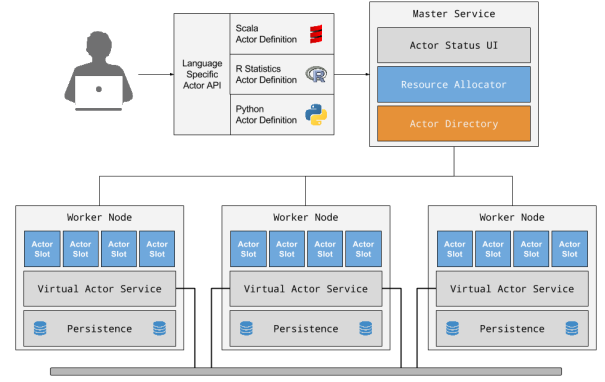 Language
Specific
Actor API
Scala
Actor Definition
R Statistics
Actor Definition
R
Python
Actor Definition
Master Service
Actor Status UI
Resource Allocator
Actor Directory
Worker Node
Actor
Slot
Actor
Slot
Actor
Slot
Actor
Slot
Virtual Actor Service
Persistence
Worker Node
Actor
Slot
Actor
Slot
Actor
Slot
Actor
Slot
Virtual Actor Service
Persistence
Worker Node
Actor
Slot
Actor
Slot
Actor
Slot
Actor
Slot
Virtual Actor Service
Persistence